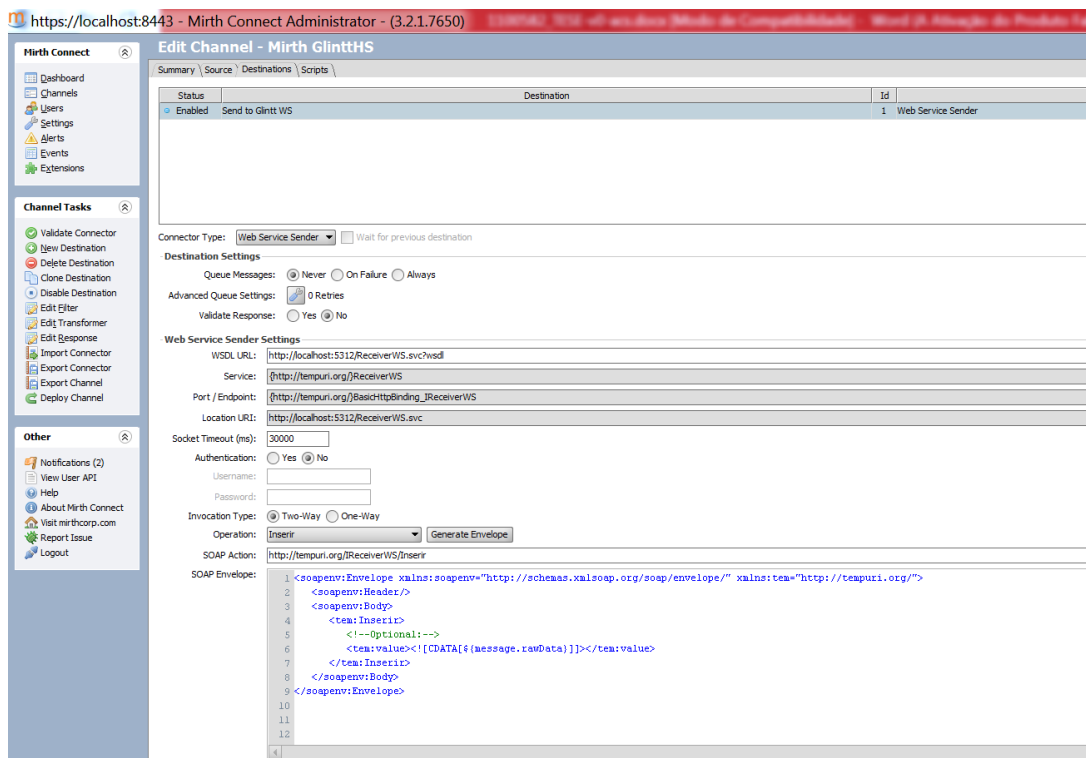 https://localhost:8443 - Mirth Connect Administrator - (3.2.1.7650)
Mirth Connect
Dashboard
Channels
Users
Settings
Alerts
Events
Extensions
Channel Tasks
Validate Connector
New Destination
Delete Destination
Clone Destination
Disable Destination
Edit Filter
Edit Transformer
Edit Response
Import Connector
Export Connector
Export Channel
Deploy Channel
Other
Notifications (2)
View User API
Help
About Mirth Connect
Visit mirthcorp.com
Report Issue
Logout
Edit Channel - Mirth GlinttHS
Summary Source Destinations Scripts
Status Destination Id
Enabled Send to Glintt WS 1 Web Service Sender
Connector Type: Web Service Sender Wait for previous destination
Destination Settings
Queue Messages: Never On Failure Always
Advanced Queue Settings: 0 Retries
Validate Response: Yes No
Web Service Sender Settings
WSDL URL: http://localhost:5312/ReceiverWS.svc?wsdl
Service: {http://tempuri.org/}ReceiverWS
Port / Endpoint: {http://tempuri.org/}BasicHttpBinding_IReceiverWS
Location URI: http://localhost:5312/ReceiverWS.svc
Socket Timeout (ms): 30000
Authentication: Yes No
Username:
Password:
Invocation Type: Two-Way One-Way
Operation: Inserir Generate Envelope
SOAP Action: http://tempuri.org/IReceiverWS/Inserir
SOAP Envelope:
1 <soapenv:Envelope xmlns:soapenv="http://schemas.xmlsoap.org/soap/envelope/" xmlns:tem="http://tempuri.org/">
2 <soapenv:Header/>
3 <soapenv:Body>
4 <tem:Inserir>
5 <!--Optional:-->
6 <tem:value><![CDATA[${message.rawData}]]></tem:value>
7 </tem:Inserir>
8 </soapenv:Body>
9 </soapenv:Envelope>
10
11
12